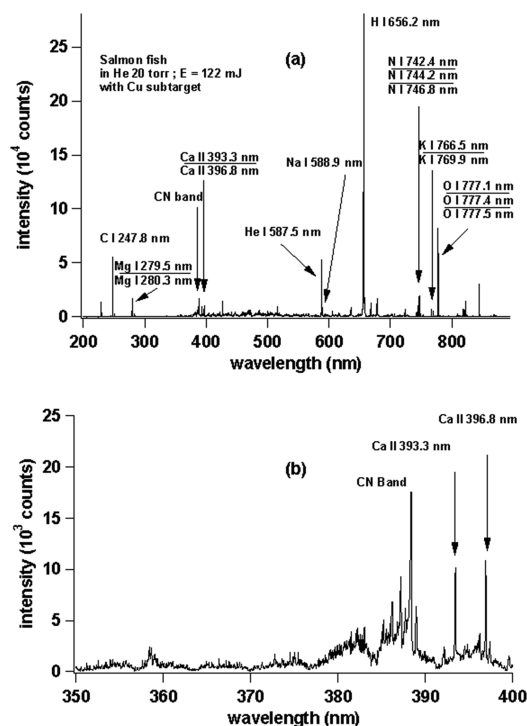 H I 656.2 nm
Salmon fish
in He 20 torr ; E = 122 mJ
with Cu subtarget
(a)
N I 742.4 nm
N I 744.2 nm
N I 746.8 nm
Ca II 393.3 nm
Ca II 396.8 nm
Na I 588.9 nm
K I 766.5 nm
K I 769.9 nm
CN band
O I 777.1 nm
O I 777.4 nm
O I 777.5 nm
C I 247.8 nm
He I 587.5 nm
Mg I 279.5 nm
Mg I 280.3 nm
intensity (10⁴ counts)
25
20
15
10
5
0
200 300 400 500 600 700 800
wavelength (nm)
Ca II 396.8 nm
Ca II 393.3 nm
(b)
CN Band
intensity (10³ counts)
25
20
15
10
5
0
350 360 370 380 390 400
wavelength (nm)